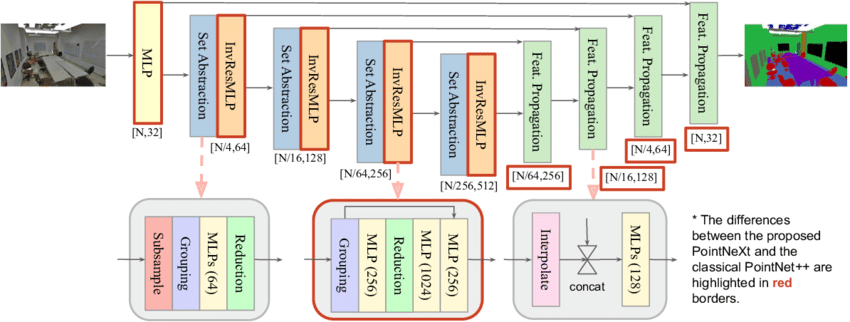 MLP
[N,32]
Set Abstraction
InvResMLP
[N/4,64]
Set Abstraction
InvResMLP
[N/16,128]
Set Abstraction
InvResMLP
[N/64,256]
Set Abstraction
InvResMLP
[N/256,512]
Feat. Propagation
[N/64,256]
Feat. Propagation
[N/16,128]
Feat. Propagation
[N/4,64]
Feat. Propagation
[N,32]
Subsample
Grouping
MLPs (64)
Reduction
Grouping
MLP (256)
Reduction
MLP (1024)
MLP (256)
Interpolate
concat
MLPs (128)
* The differences
between the proposed
PointNeXt and the
classical PointNet++ are
highlighted in red
borders.